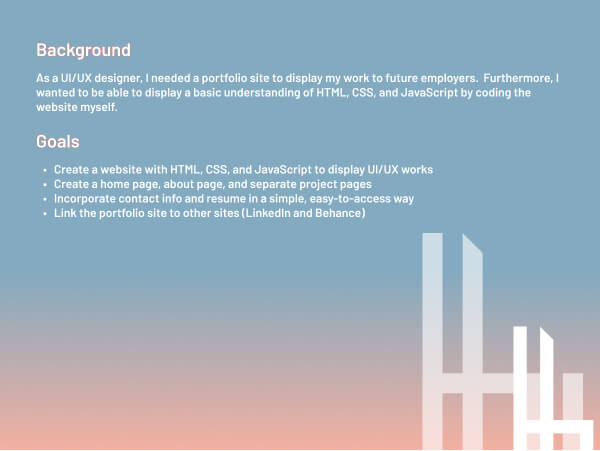 Background
As a UI/UX designer, I needed a portfolio site to display my work to future employers.  Furthermore, I
wanted to be able to display a basic understanding of HTML, CSS, and JavaScript by coding the
website myself.
Goals
• Create a website with HTML, CSS, and JavaScript to display UI/UX works
• Create a home page, about page, and separate project pages
• Incorporate contact info and resume in a simple, easy-to-access way
• Link the portfolio site to other sites (LinkedIn and Behance)